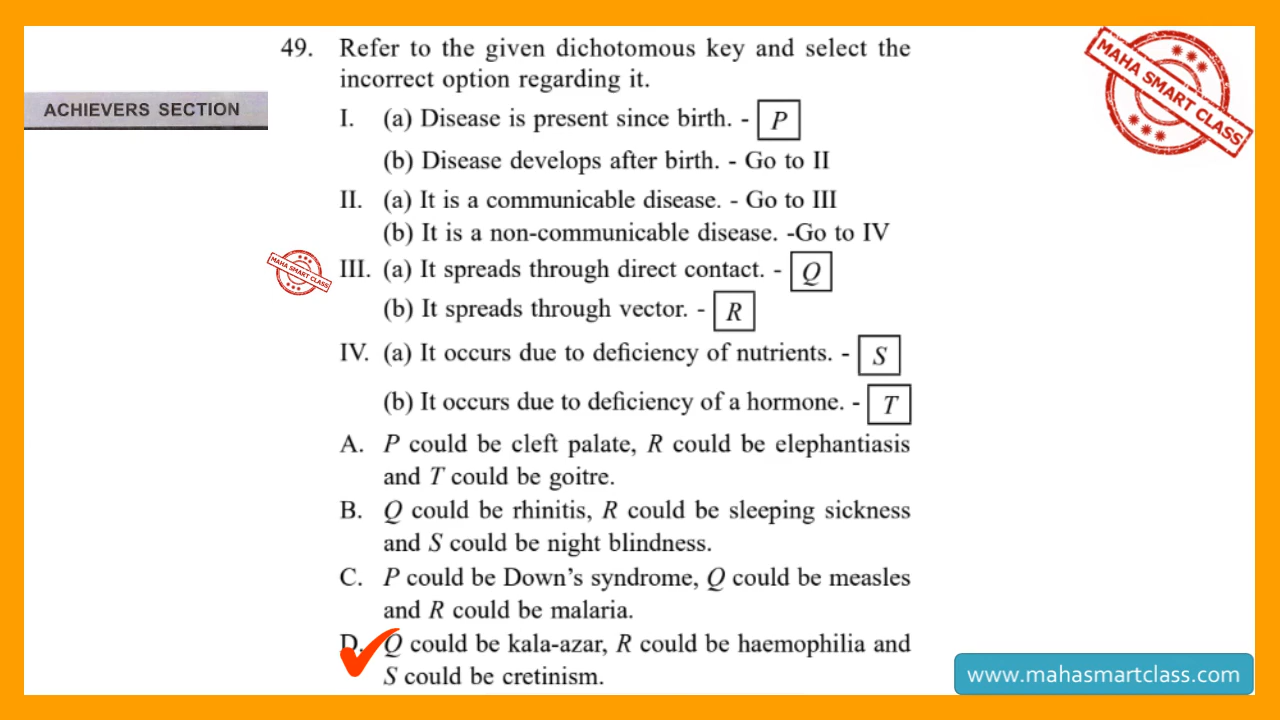 49. Refer to the given dichotomous key and select the
incorrect option regarding it.
ACHIEVERS SECTION
MAHA SMART CLASS
I. (a) Disease is present since birth. - P
(b) Disease develops after birth. - Go to II
II. (a) It is a communicable disease. - Go to III
(b) It is a non-communicable disease. -Go to IV
MAHA SMART CLASS
III. (a) It spreads through direct contact. - Q
(b) It spreads through vector. - R
IV. (a) It occurs due to deficiency of nutrients. - S
(b) It occurs due to deficiency of a hormone. - T
A. P could be cleft palate, R could be elephantiasis
and T could be goitre.
B. Q could be rhinitis, R could be sleeping sickness
and S could be night blindness.
C. P could be Down's syndrome, Q could be measles
and R could be malaria.
D. Q could be kala-azar, R could be haemophilia and
S could be cretinism.
www.mahasmartclass.com